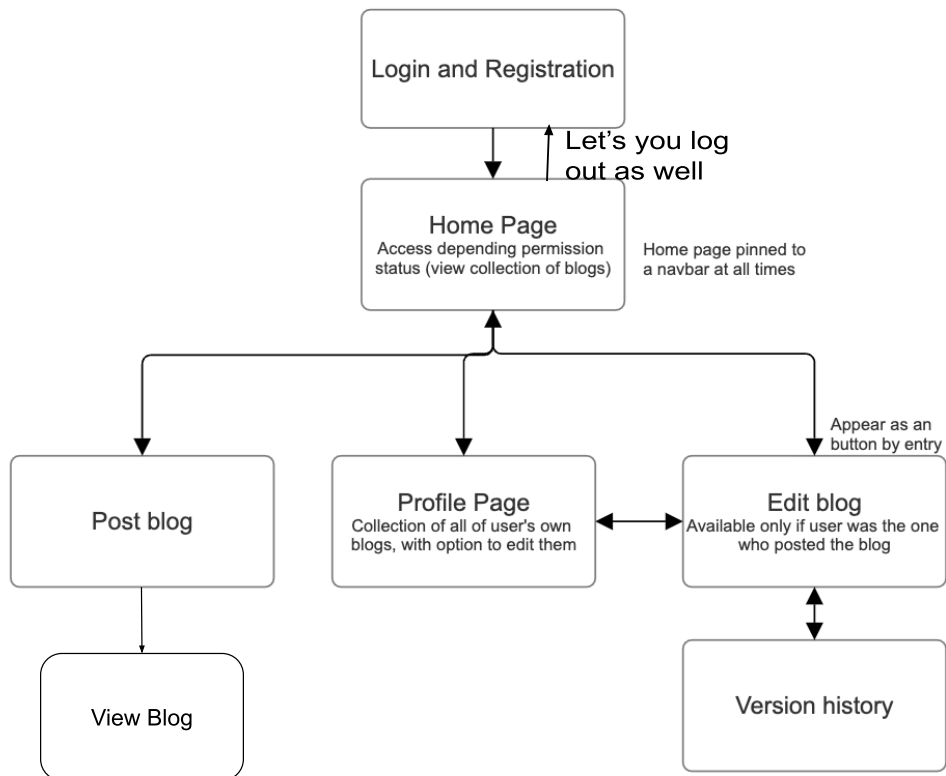 Login and Registration
Let's you log
out as well
Home Page
Access depending permission
status (view collection of blogs)
Home page pinned to
a navbar at all times
Appear as an
button by entry
Post blog
Profile Page
Collection of all of user's own
blogs, with option to edit them
Edit blog
Available only if user was the one
who posted the blog
View Blog
Version history